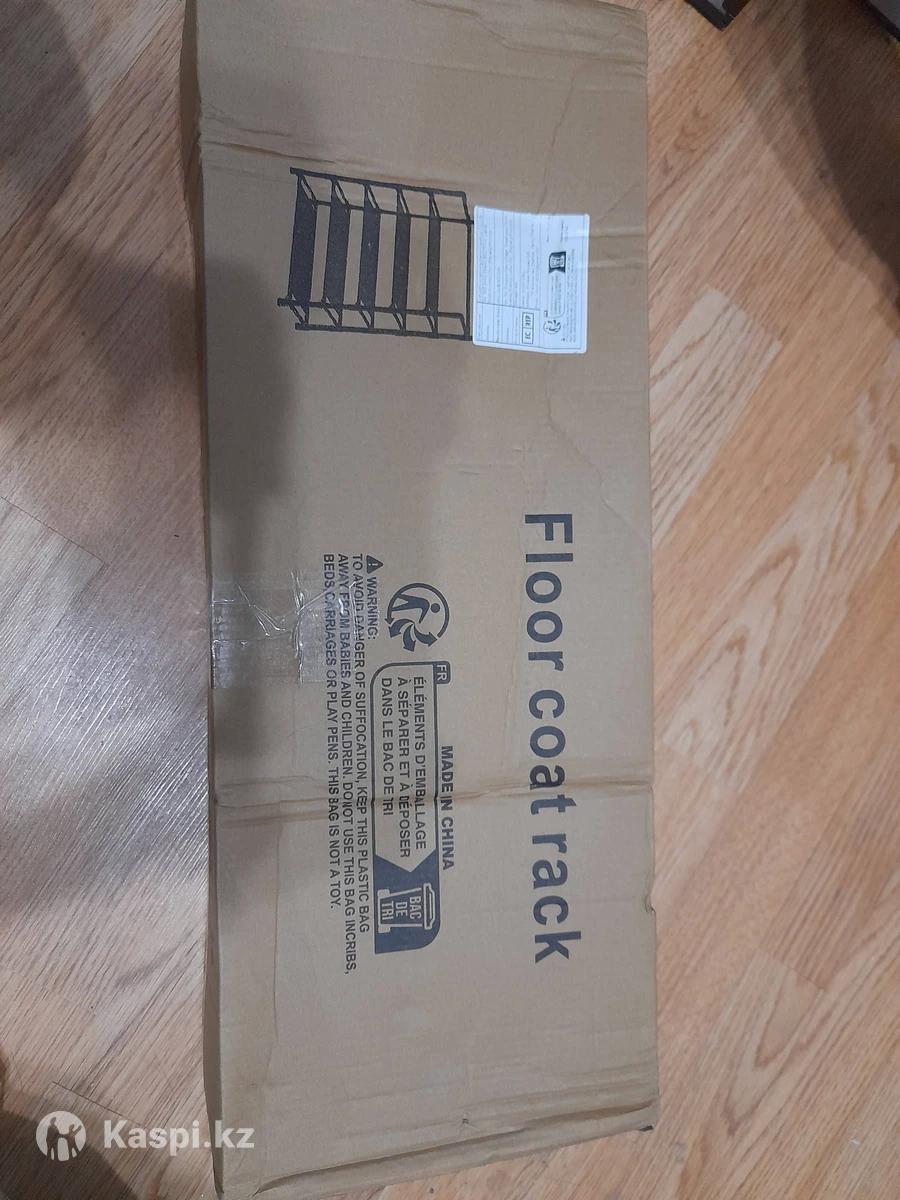 Floor coat rack
MADE IN CHINA
FR
ÉLÉMENTS D'EMBALLAGE
À SÉPARER ET À DÉPOSER
DANS LE BAC DE TRI
BAC
DE
TRI
WARNING:
TO AVOID DANGER OF SUFFOCATION, KEEP THIS PLASTIC BAG
AWAY FROM BABIES AND CHILDREN. DO NOT USE THIS BAG INCRIBS,
BEDS,CARRIAGES OR PLAY PENS. THIS BAG IS NOT A TOY.
Kaspi.kz